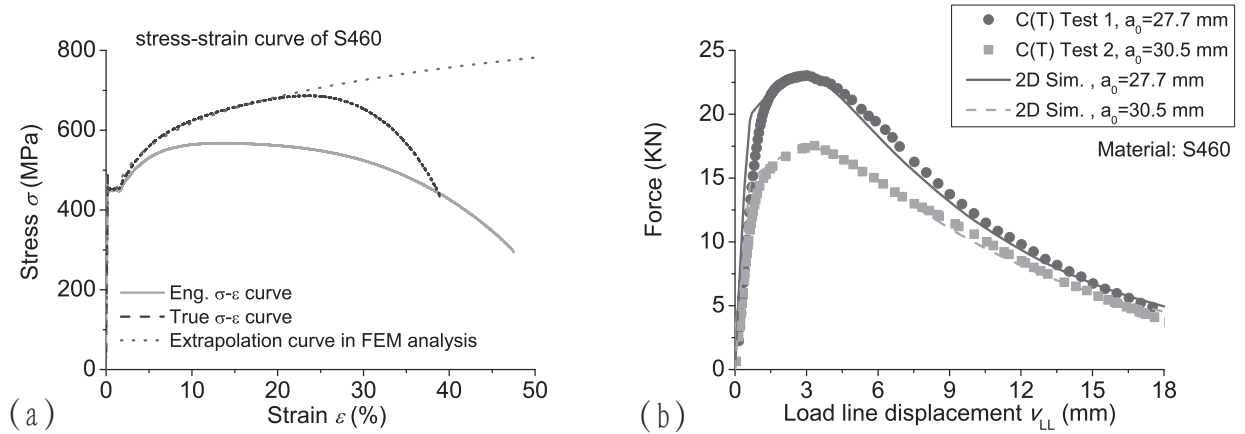 stress-strain curve of S460
800
600
400
200
0
Stress σ (MPa)
Eng. σ-ε curve
True σ-ε curve
Extrapolation curve in FEM analysis
0 10 20 30 40 50
Strain ε (%)
(a)
C(T) Test 1, a0=27.7 mm
C(T) Test 2, a0=30.5 mm
2D Sim. , a0=27.7 mm
2D Sim. , a0=30.5 mm
Material: S460
25
20
15
10
5
0
Force (KN)
0 3 6 9 12 15 18
Load line displacement vLL (mm)
(b)